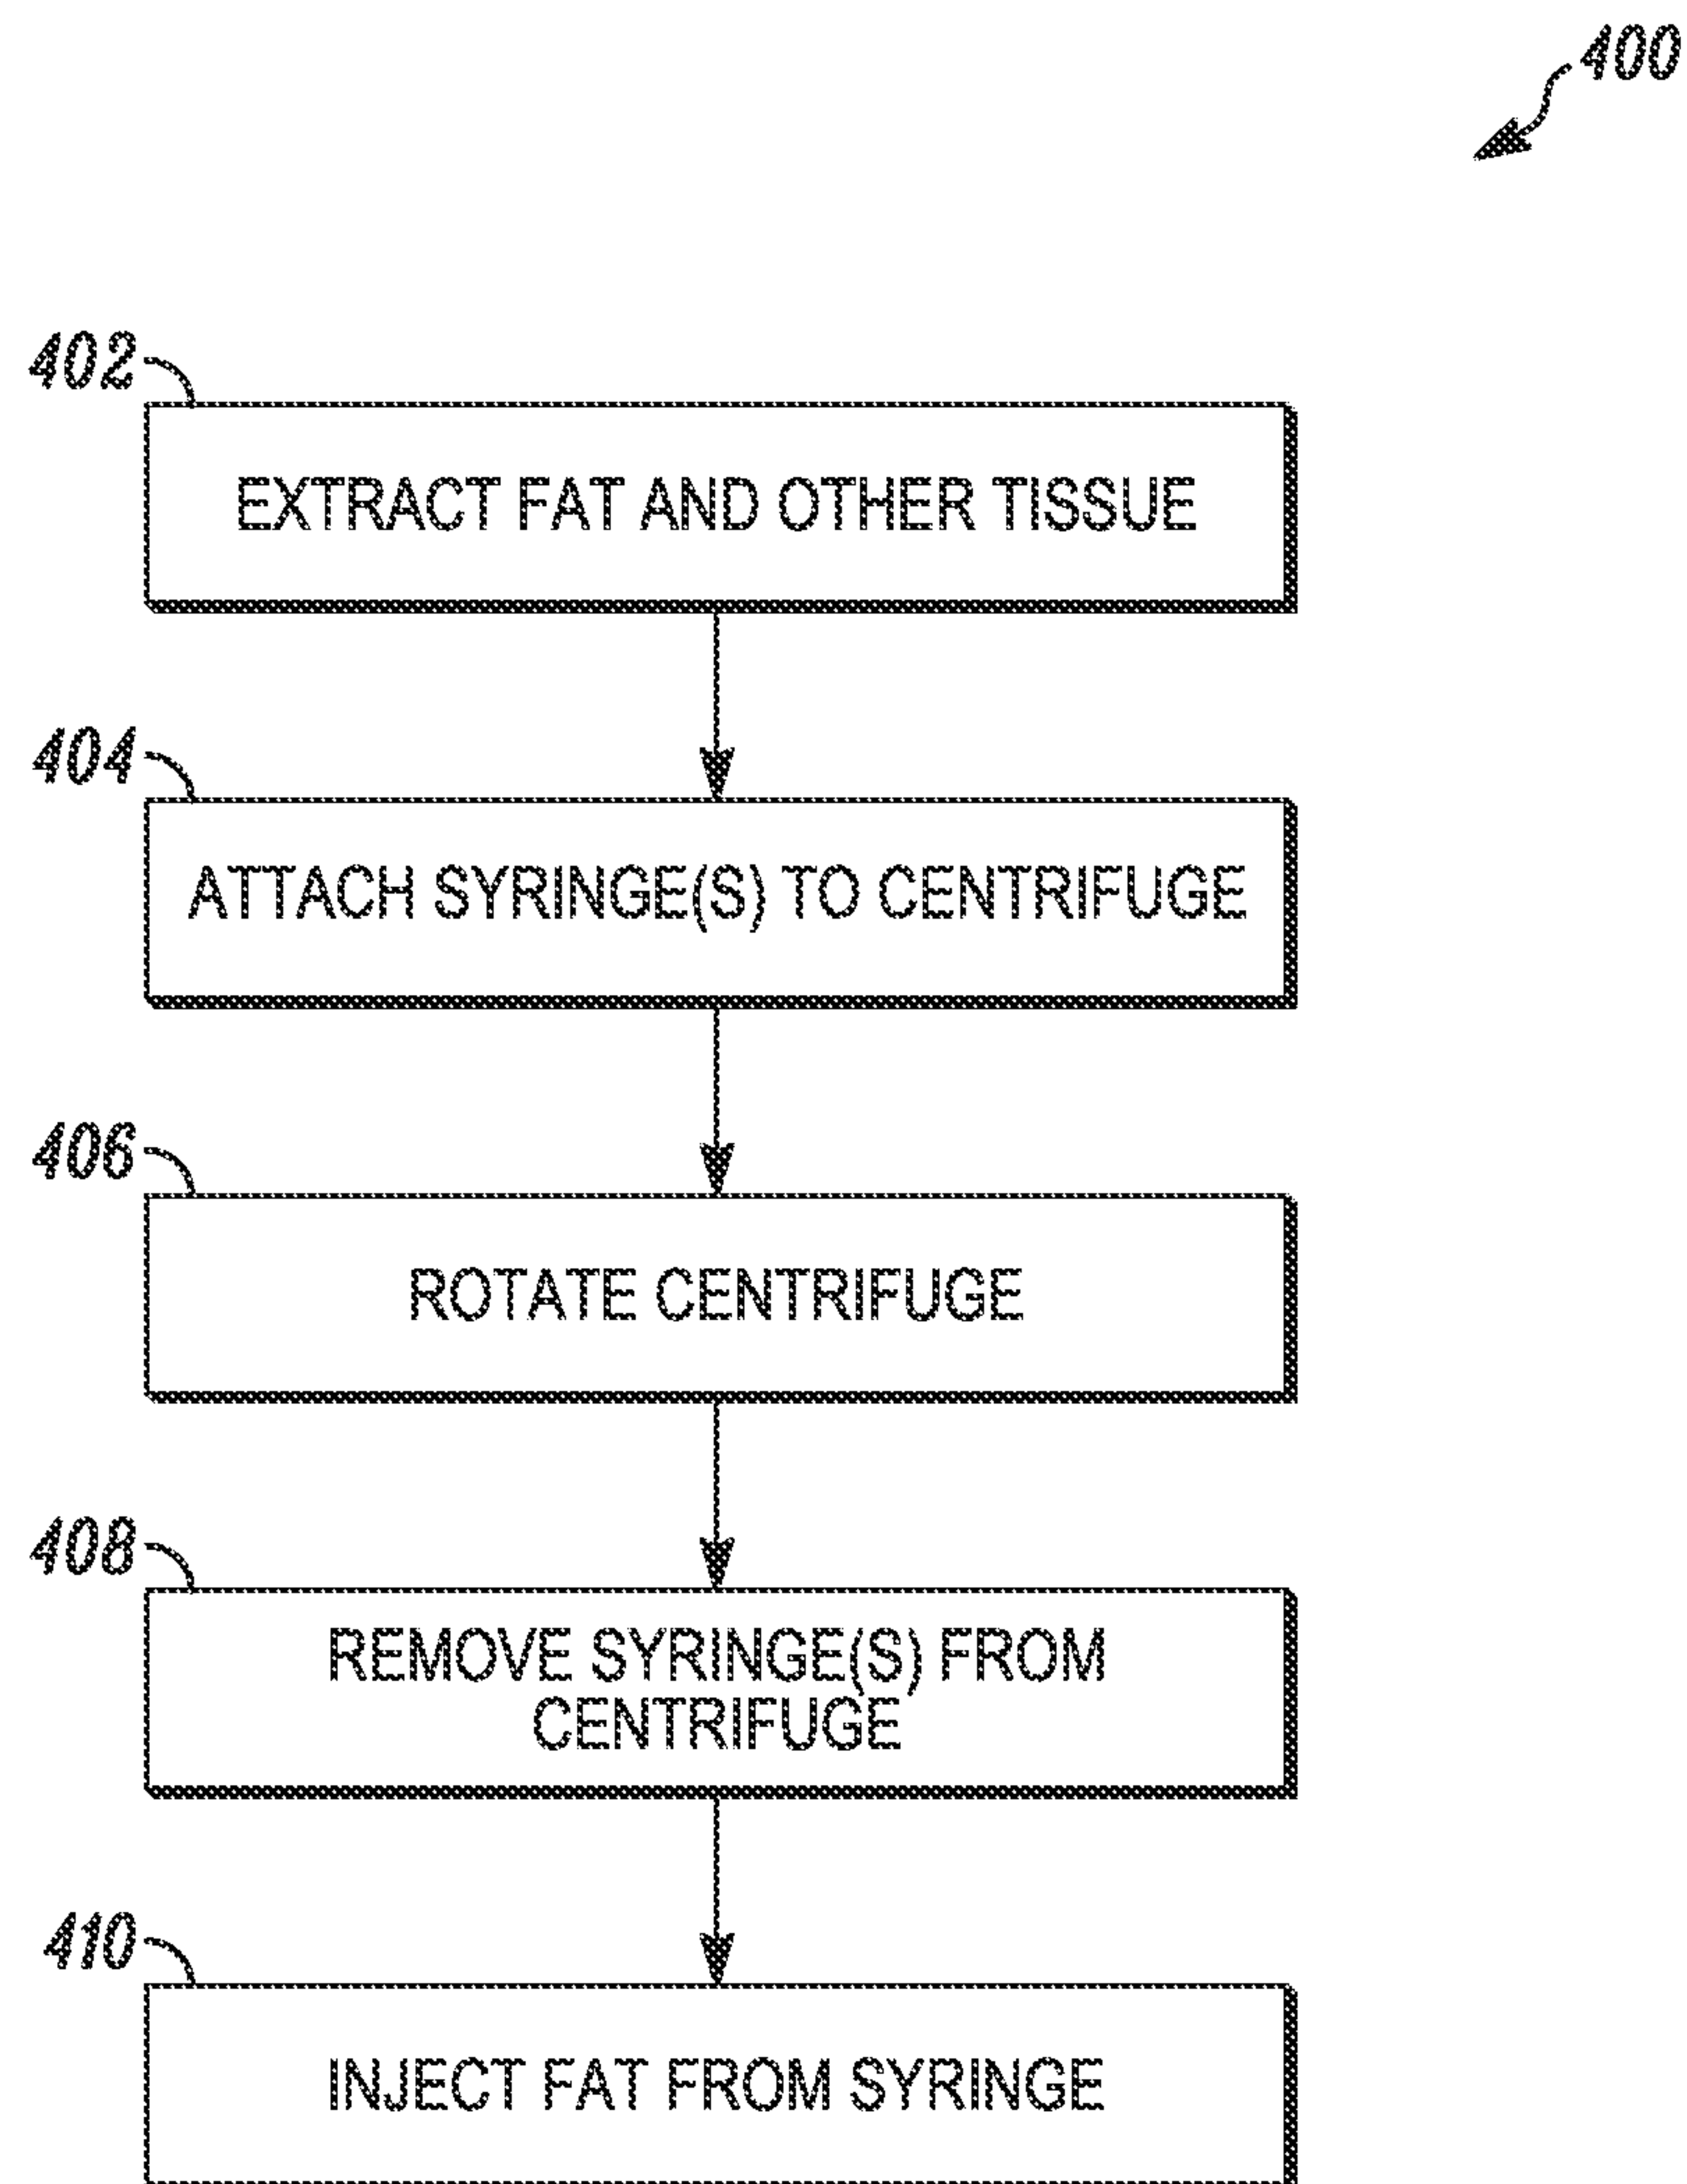 400
402
EXTRACT FAT AND OTHER TISSUE
404
ATTACH SYRINGE(S) TO CENTRIFUGE
406
ROTATE CENTRIFUGE
408
REMOVE SYRINGE(S) FROM
CENTRIFUGE
410
INJECT FAT FROM SYRINGE